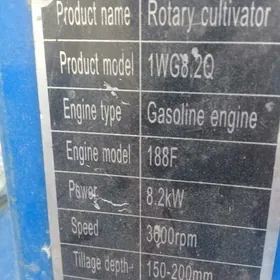 Product name Rotary cultivator
Product model 1WG8.2Q
Engine type Gasoline engine
Engine model 188F
Power 8.2kW
Speed 3600rpm
Tillage depth 150-200mm